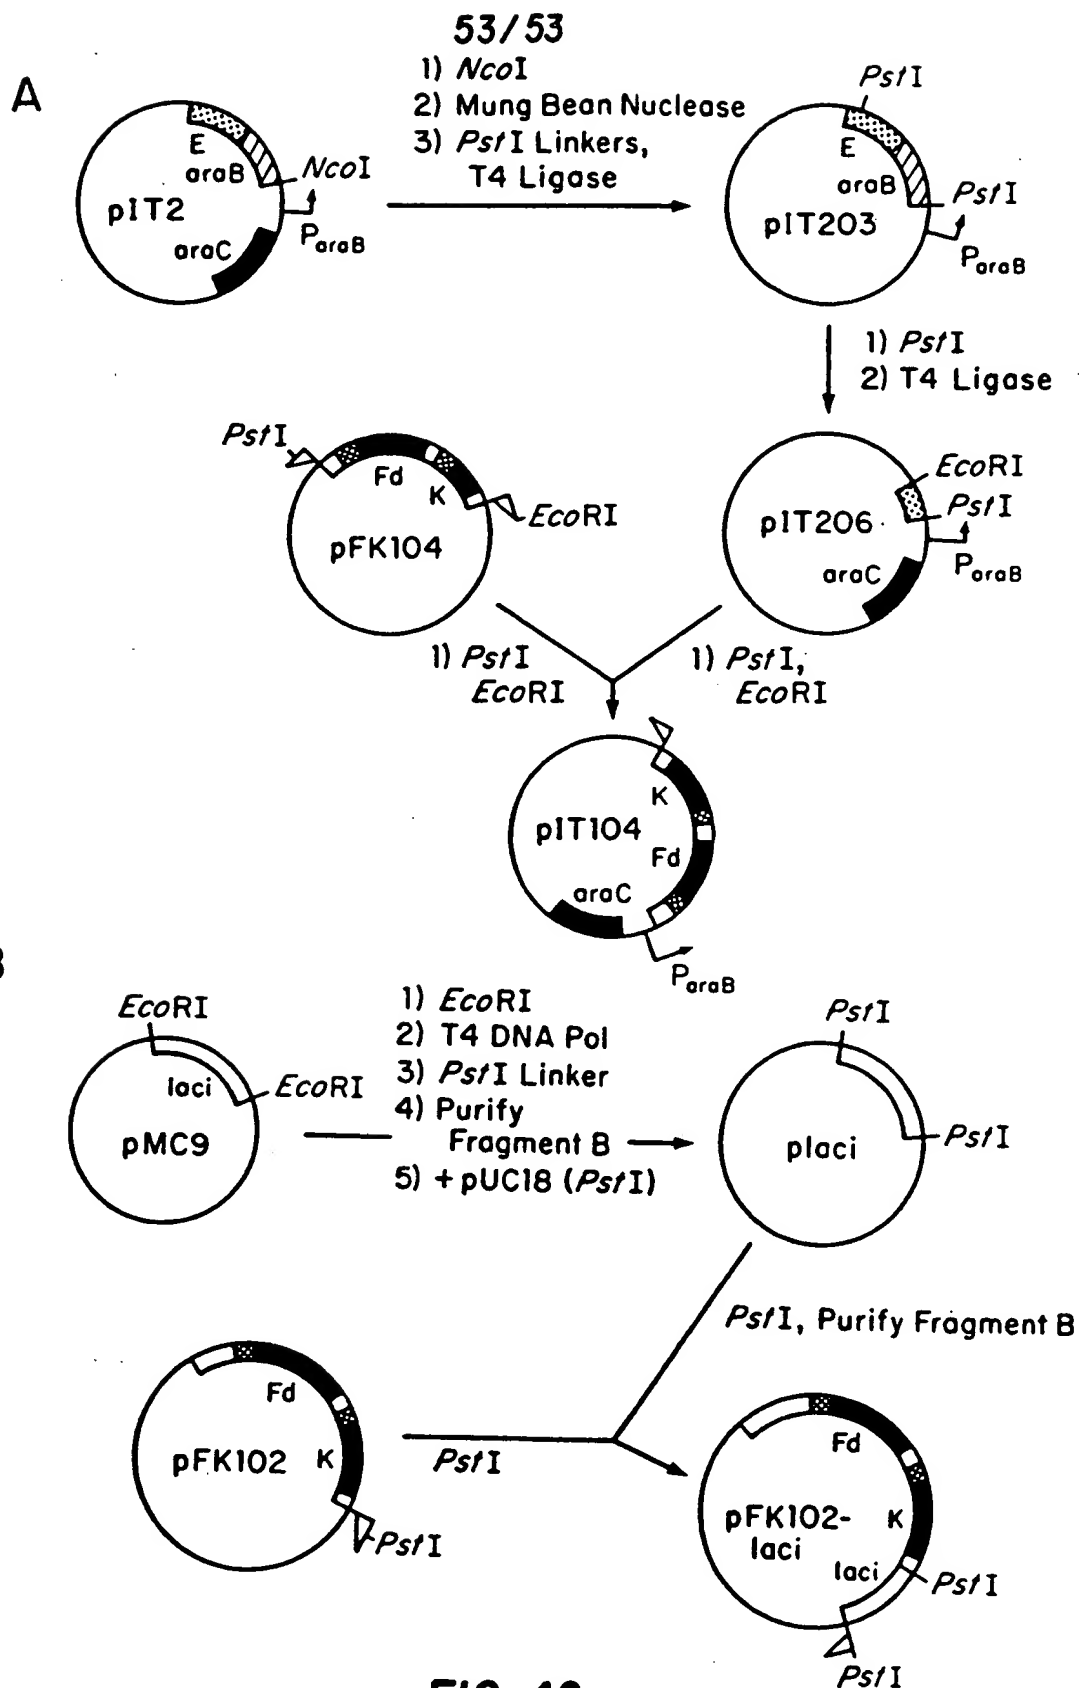 53/53
A
1) NcoI
2) Mung Bean Nuclease
3) PstI Linkers,
T4 Ligase
E
araB
NcoI
pIT2
araC
ParaB
PstI
E
araB
PstI
pIT203
ParaB
1) PstI
2) T4 Ligase
PstI
Fd
K
EcoRI
pFK104
EcoRI
PstI
pIT206
araC
ParaB
1) PstI
EcoRI
1) PstI,
EcoRI
K
pIT104
Fd
araC
ParaB
EcoRI
laci
EcoRI
pMC9
1) EcoRI
2) T4 DNA Pol
3) PstI Linker
4) Purify
Fragment B
5) + pUC18 (PstI)
PstI
PstI
placi
PstI, Purify Fragment B
Fd
pFK102
K
PstI
PstI
Fd
pFK102-
laci
K
laci
PstI
PstI